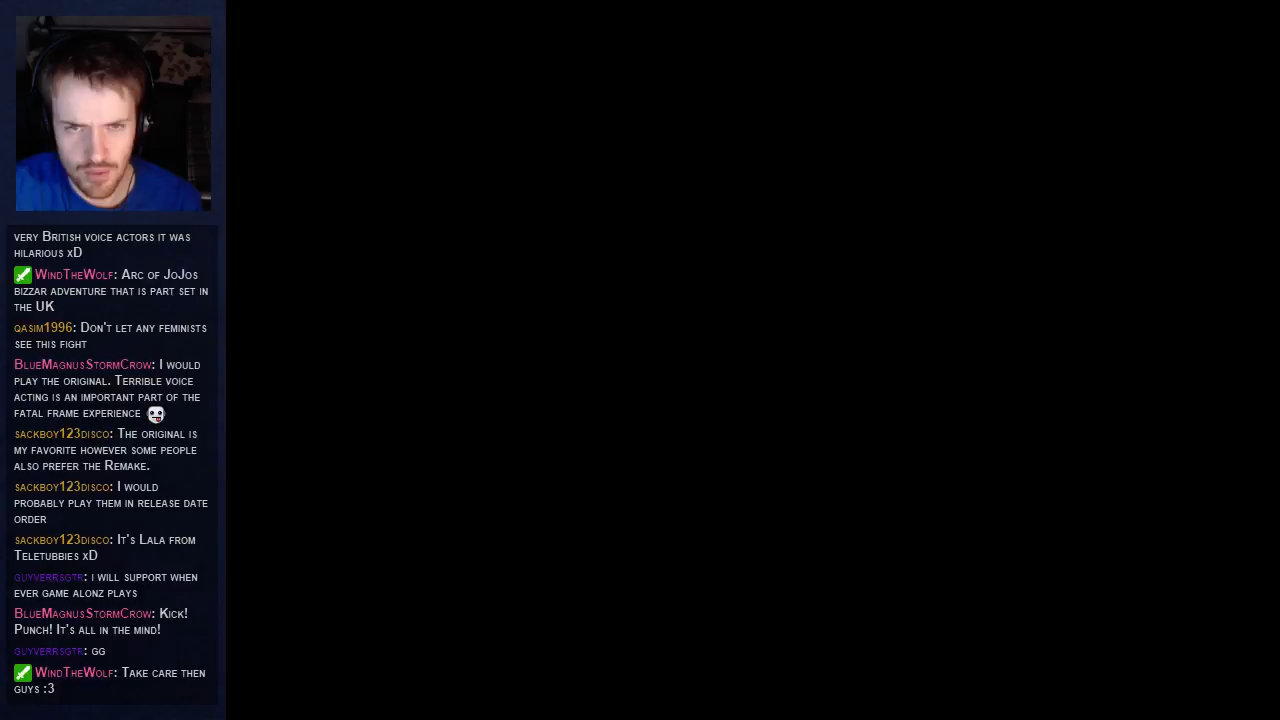 very British voice actors it was
hilarious xD
WindTheWolf: Arc of JoJos
bizzar adventure that is part set in
the UK
qasim1996: Don't let any feminists
see this fight
BlueMagnusStormCrow: I would
play the original. Terrible voice
acting is an important part of the
fatal frame experience
sackboy123disco: The original is
my favorite however some people
also prefer the Remake.
sackboy123disco: I would
probably play them in release date
order
sackboy123disco: It's Lala from
Teletubbies xD
guyverrsgtr: i will support when
ever game alonz plays
BlueMagnusStormCrow: Kick!
Punch! It's all in the mind!
guyverrsgtr: gg
WindTheWolf: Take care then
guys :3